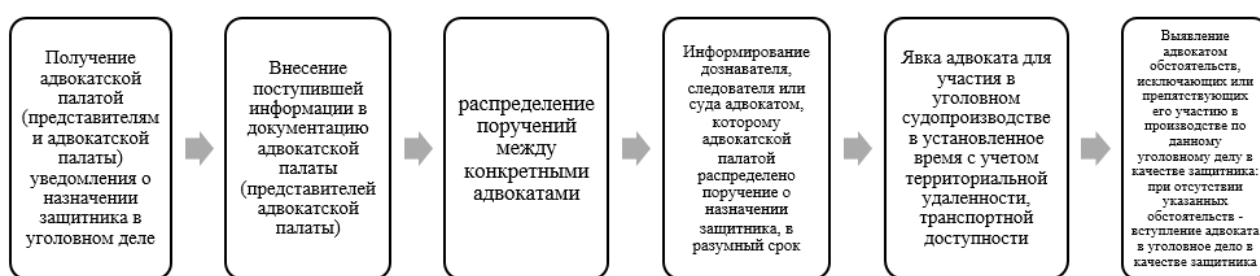 Получение
адвокатской
палатой
(представителям
и адвокатской
палаты)
уведомления о
назначении
защитника в
уголовном деле
Внесение
поступившей
информации в
документацию
адвокатской
палаты
(представителей
адвокатской
палаты)
распределение
поручений
между
конкретными
адвокатами
Информирование
дознавателя,
следователя или
суда адвокатом,
которому
адвокатской
палатой
распределено
поручение о
назначении
защитника, в
разумный срок
Явка адвоката для
участия в
уголовном
судопроизводстве
в установленное
время с учетом
территориальной
удаленности,
транспортной
доступности
Выявление
адвокатом
обстоятельств,
исключающих или
препятствующих
его участию в
производстве по
данному
уголовному делу в
качестве защитника:
при отсутствии
указанных
обстоятельств -
вступление адвоката
в уголовное дело в
качестве защитника